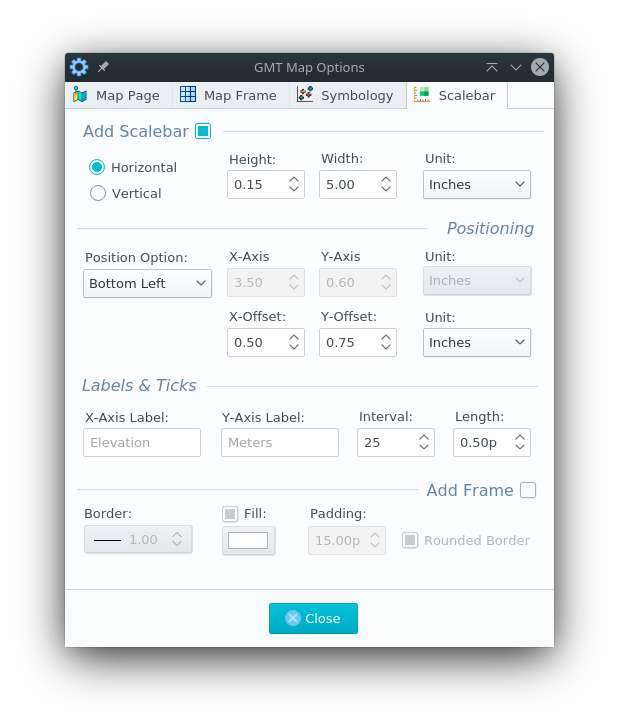 GMT Map Options
Map Page Map Frame Symbology Scalebar
Add Scalebar
Horizontal
Vertical
Height: Width: Unit:
0.15 5.00 Inches
Positioning
Position Option: X-Axis Y-Axis Unit:
Bottom Left 3.50 0.60 Inches
X-Offset: Y-Offset: Unit:
0.50 0.75 Inches
Labels & Ticks
X-Axis Label: Y-Axis Label: Interval: Length:
Elevation Meters 25 0.50p
Add Frame
Border: Fill: Padding:
1.00 15.00p Rounded Border
Close